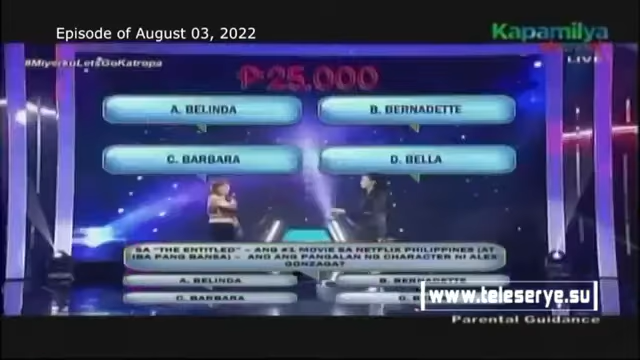 Episode of August 03, 2022
Kapamilya
#MiyerkuLetsGoKatropa
LIVE
₱25.000
A. BELINDA
B. BERNADETTE
C. BARBARA
D. BELLA
SA "THE ENTITLED" – ANG #1 MOVIE SA NETFLIX PHILIPPINES (AT
IBA PANG BANSA) – ANO ANG PANGALAN NG CHARACTER NI ALEX
GONZAGA?
A. BELINDA
B. BERNADETTE
C. BARBARA
www.teleserye.su
Parental Guidance